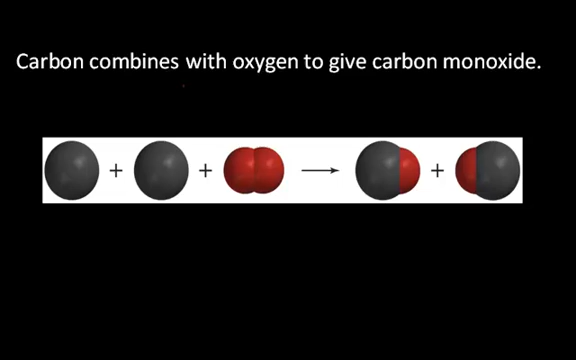 Carbon combines with oxygen to give carbon monoxide.
+ + → +